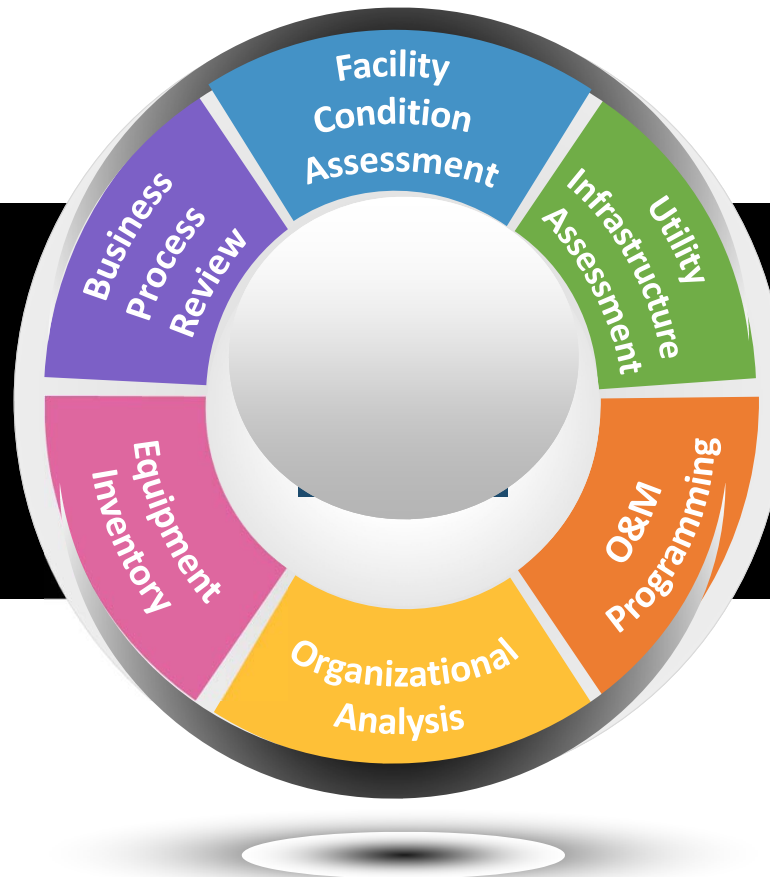 Facility
Condition
Assessment
Utility
Infrastructure
Assessment
O&M
Programming
Organizational
Analysis
Equipment
Inventory
Business
Process
Review